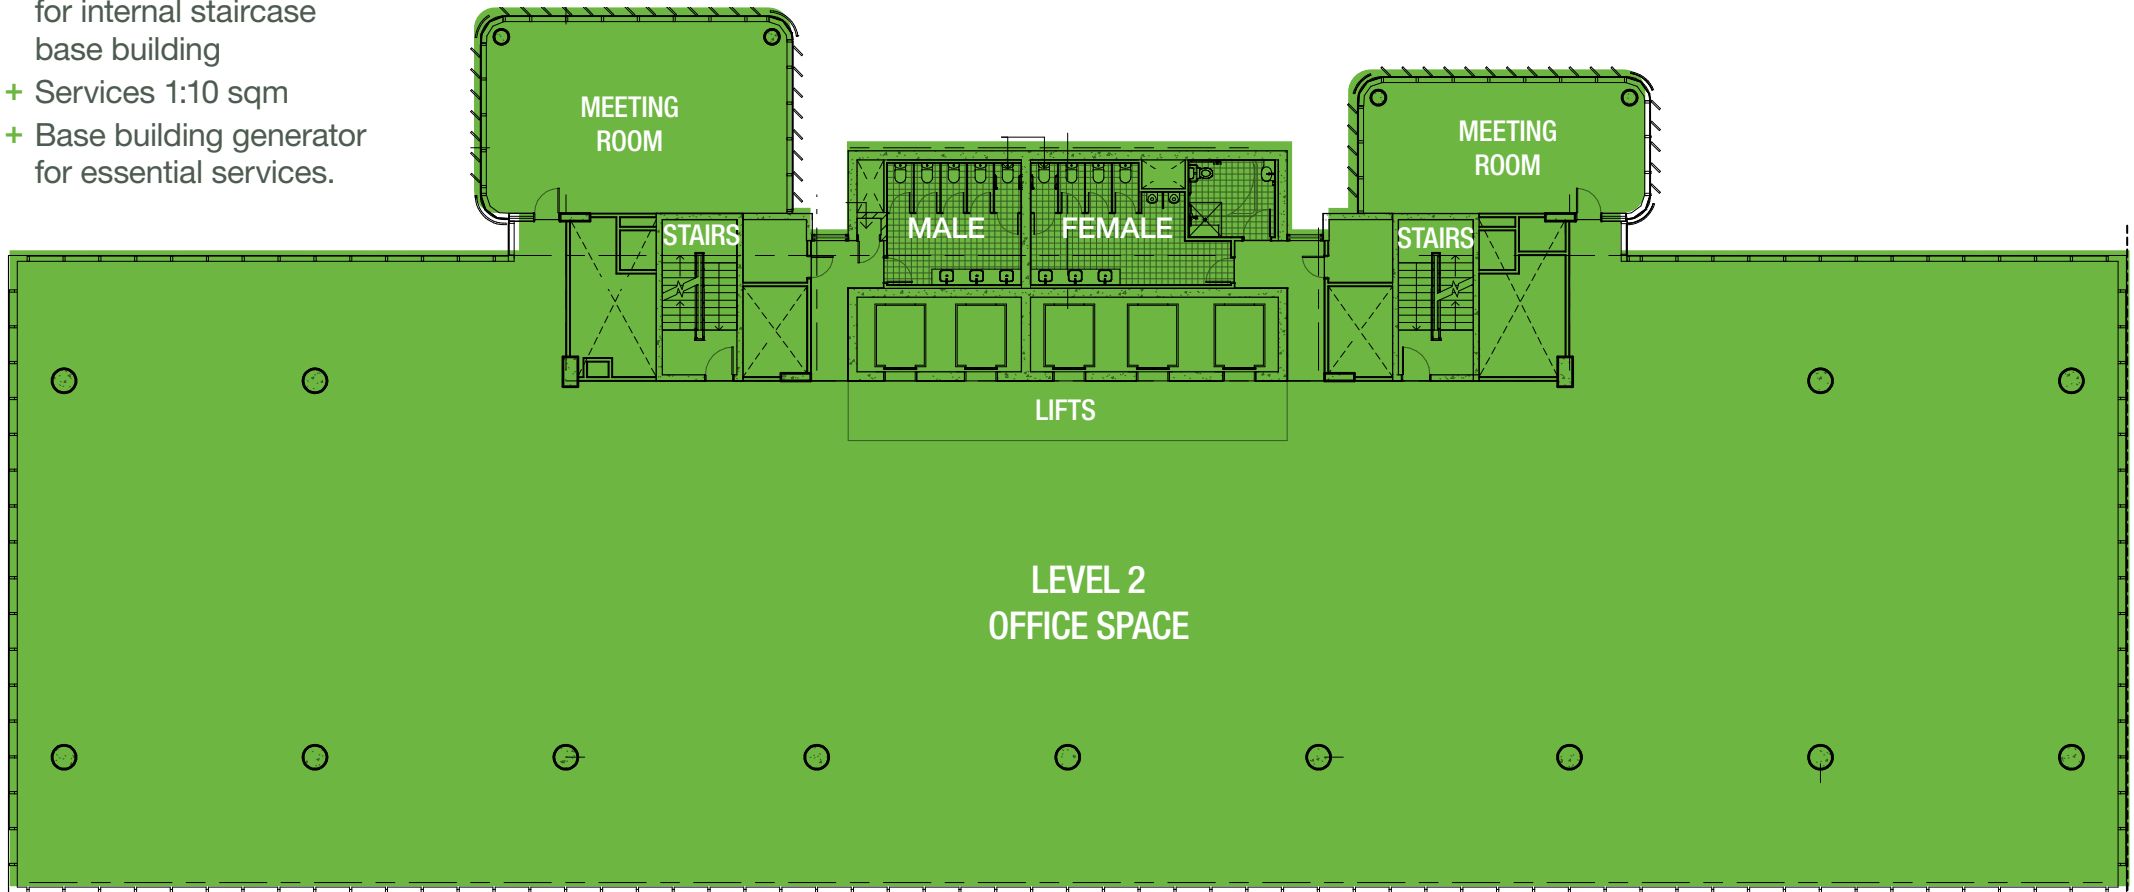 for internal staircase
base building
+ Services 1:10 sqm
+ Base building generator
for essential services.
MEETING
ROOM
MEETING
ROOM
STAIRS
MALE
FEMALE
STAIRS
LIFTS
LEVEL 2
OFFICE SPACE